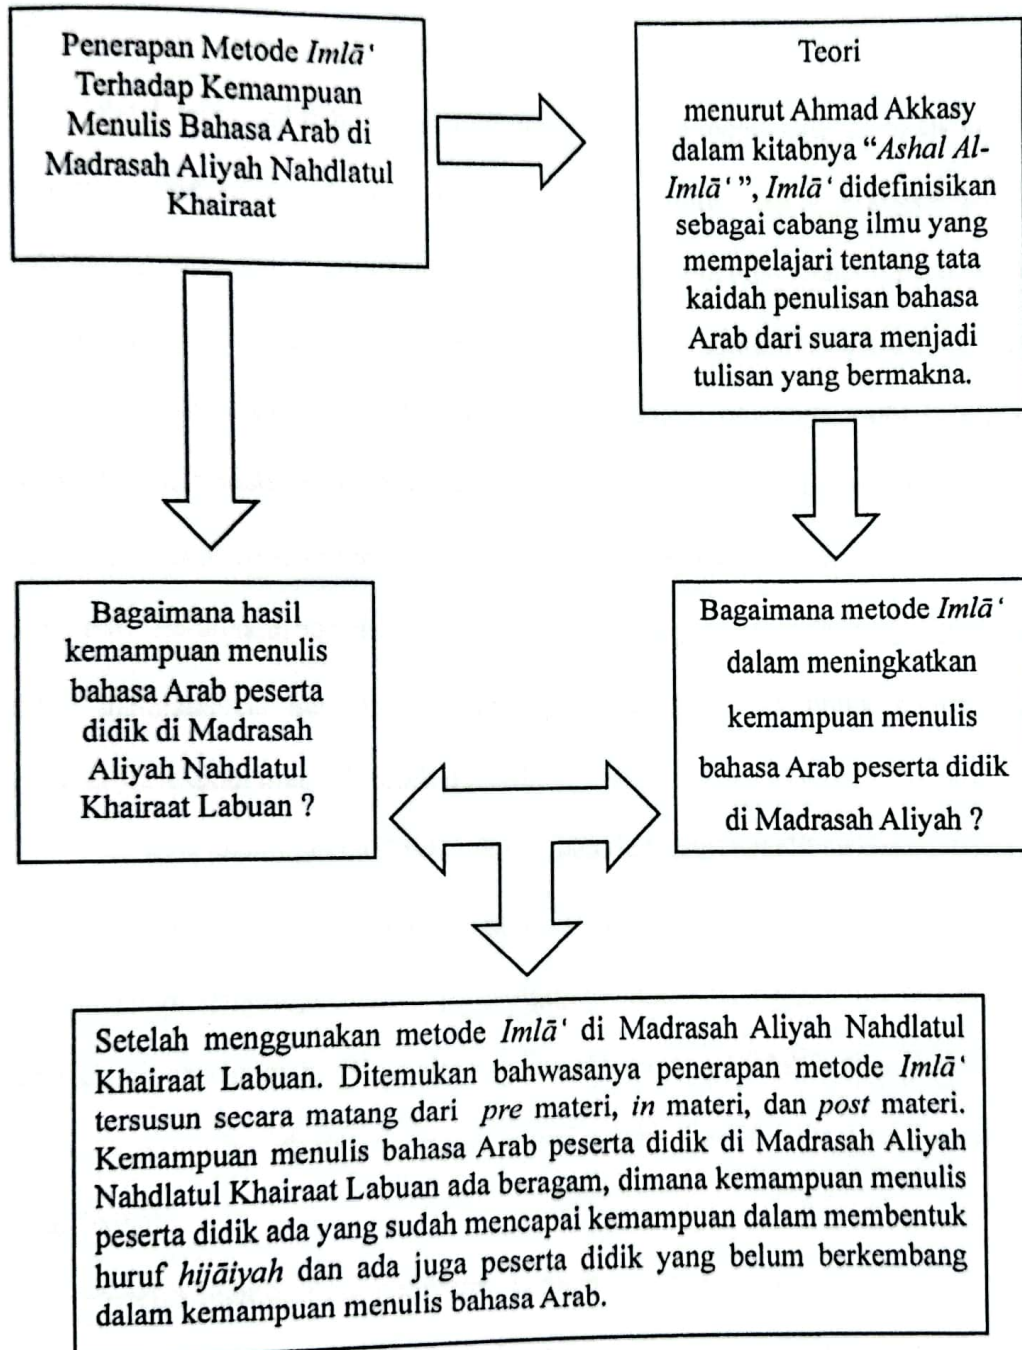 Penerapan Metode Imlā‘
Terhadap Kemampuan
Menulis Bahasa Arab di
Madrasah Aliyah Nahdlatul
Khairaat
Teori
menurut Ahmad Akkasy
dalam kitabnya “Ashal Al-
Imlā‘ ”, Imlā‘ didefinisikan
sebagai cabang ilmu yang
mempelajari tentang tata
kaidah penulisan bahasa
Arab dari suara menjadi
tulisan yang bermakna.
Bagaimana hasil
kemampuan menulis
bahasa Arab peserta
didik di Madrasah
Aliyah Nahdlatul
Khairaat Labuan ?
Bagaimana metode Imlā‘
dalam meningkatkan
kemampuan menulis
bahasa Arab peserta didik
di Madrasah Aliyah ?
Setelah menggunakan metode Imlā‘ di Madrasah Aliyah Nahdlatul
Khairaat Labuan. Ditemukan bahwasanya penerapan metode Imlā‘
tersusun secara matang dari pre materi, in materi, dan post materi.
Kemampuan menulis bahasa Arab peserta didik di Madrasah Aliyah
Nahdlatul Khairaat Labuan ada beragam, dimana kemampuan menulis
peserta didik ada yang sudah mencapai kemampuan dalam membentuk
huruf hijāiyah dan ada juga peserta didik yang belum berkembang
dalam kemampuan menulis bahasa Arab.